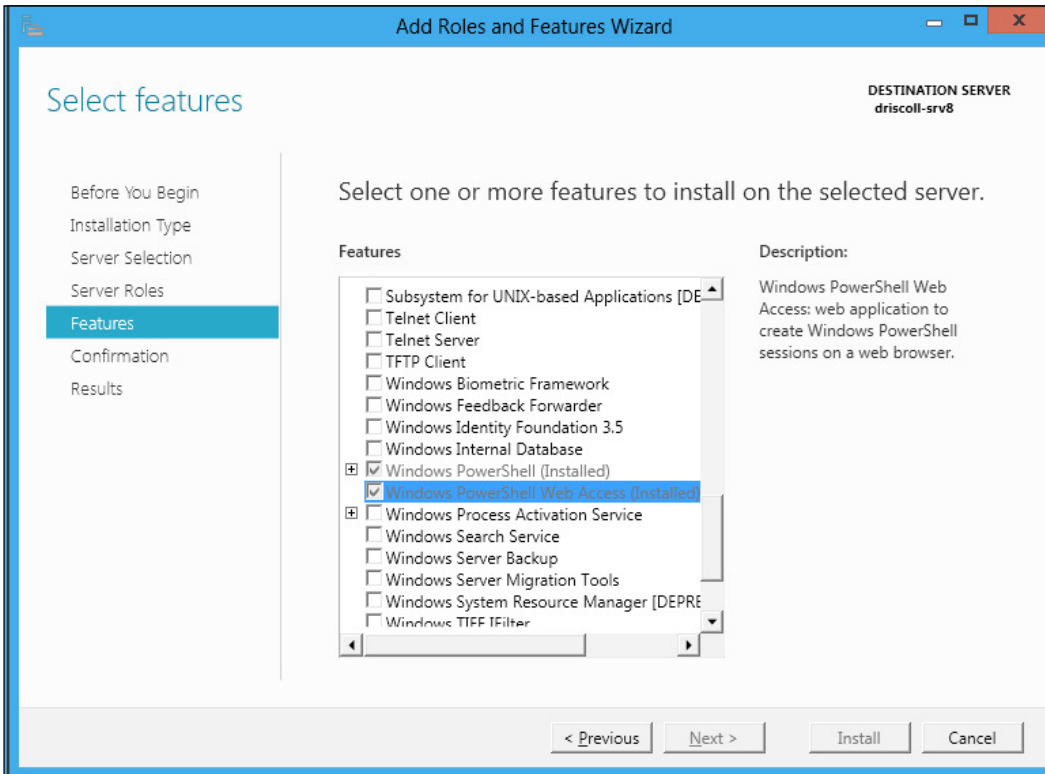 Add Roles and Features Wizard
x
Select features
DESTINATION SERVER
driscoll-srv8
Before You Begin
Installation Type
Server Selection
Server Roles
Features
Confirmation
Results
Select one or more features to install on the selected server.
Features
Subsystem for UNIX-based Applications [DE
Telnet Client
Telnet Server
TFTP Client
Windows Biometric Framework
Windows Feedback Forwarder
Windows Identity Foundation 3.5
Windows Internal Database
Windows PowerShell (Installed)
Windows PowerShell Web Access (Installed)
Windows Process Activation Service
Windows Search Service
Windows Server Backup
Windows Server Migration Tools
Windows System Resource Manager [DEPRE
Windows TIFF IFilter
Description:
Windows PowerShell Web
Access: web application to
create Windows PowerShell
sessions on a web browser.
< Previous
Next >
Install
Cancel